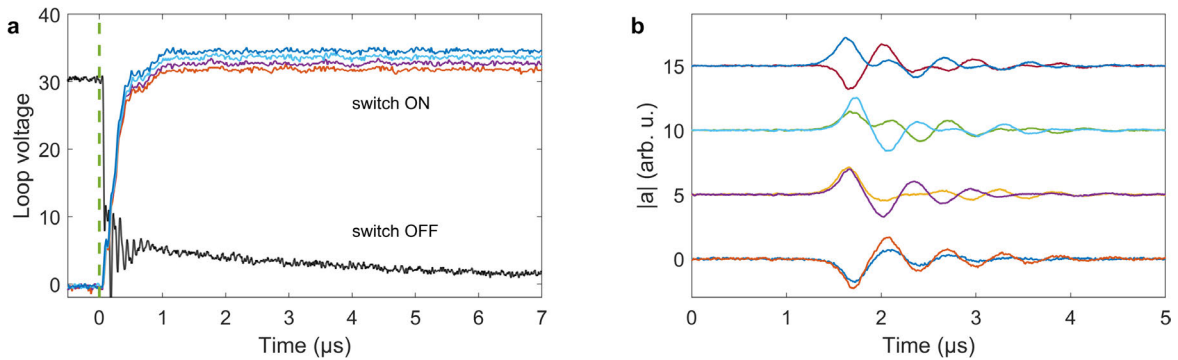 a
40
30
20
10
0
Loop voltage
switch ON
switch OFF
0 1 2 3 4 5 6 7
Time (µs)
b
15
10
5
0
|a| (arb. u.)
0 1 2 3 4 5
Time (µs)